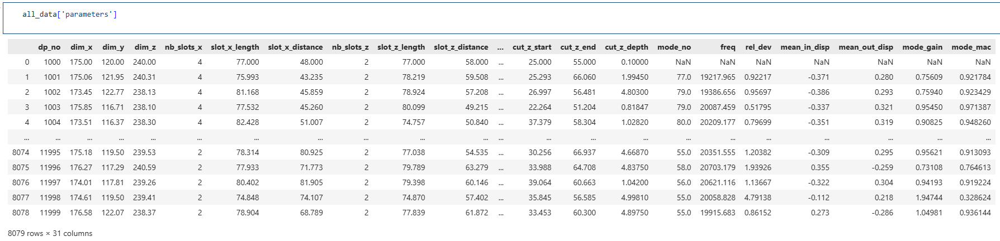 all_data['parameters']
dp_no dim_x dim_y dim_z nb_slots_x slot_x_length slot_x_distance nb_slots_z slot_z_length slot_z_distance ... cut_z_start cut_z_end cut_z_depth mode_no freq rel_dev mean_in_disp mean_out_disp mode_gain mode_mac
0 1000 175.00 120.00 240.00 4 77.000 48.000 2 77.000 58.000 ... 25.000 55.000 0.10000 NaN NaN NaN NaN NaN NaN NaN
1 1001 175.06 121.95 240.31 4 75.993 43.235 2 78.219 59.508 ... 25.293 66.060 1.99450 77.0 19217.965 0.92217 -0.371 0.280 0.75609 0.921784
2 1002 173.45 122.77 238.13 4 81.168 45.859 2 78.924 57.208 ... 26.997 56.481 4.80300 79.0 19386.656 0.95697 -0.386 0.293 0.75940 0.923429
3 1003 175.85 116.71 238.10 4 77.532 45.260 2 80.099 49.215 ... 22.264 51.204 0.81847 79.0 20087.459 0.51795 -0.337 0.321 0.95450 0.971387
4 1004 173.51 116.37 238.30 4 82.428 51.007 2 74.757 50.840 ... 37.379 58.304 1.02820 80.0 20209.177 0.79699 -0.351 0.319 0.90825 0.948260
... ... ... ... ... ... ... ... ... ... ... ... ... ... ... ... ... ... ... ... ... ...
8074 11995 175.18 119.50 239.53 2 78.314 80.925 2 77.038 54.535 ... 30.256 66.937 4.66870 55.0 20351.555 1.20382 -0.309 0.295 0.95621 0.913093
8075 11996 176.27 117.29 240.59 2 77.933 71.773 2 79.789 63.279 ... 33.988 64.708 4.83750 58.0 20703.179 1.93926 0.355 -0.259 0.73108 0.764613
8076 11997 174.01 117.81 239.26 2 80.402 81.905 2 79.398 60.146 ... 39.064 60.663 1.04200 56.0 20621.116 1.13667 -0.322 0.304 0.94193 0.919224
8077 11998 174.61 119.50 239.41 2 74.848 74.107 2 74.870 57.402 ... 35.845 56.585 4.99810 55.0 20058.828 4.79138 -0.112 0.218 1.94744 0.328624
8078 11999 176.58 122.07 238.37 2 78.904 68.789 2 77.839 61.872 ... 33.453 60.300 4.89750 55.0 19915.683 0.86152 0.273 -0.286 1.04981 0.936144
8079 rows × 31 columns